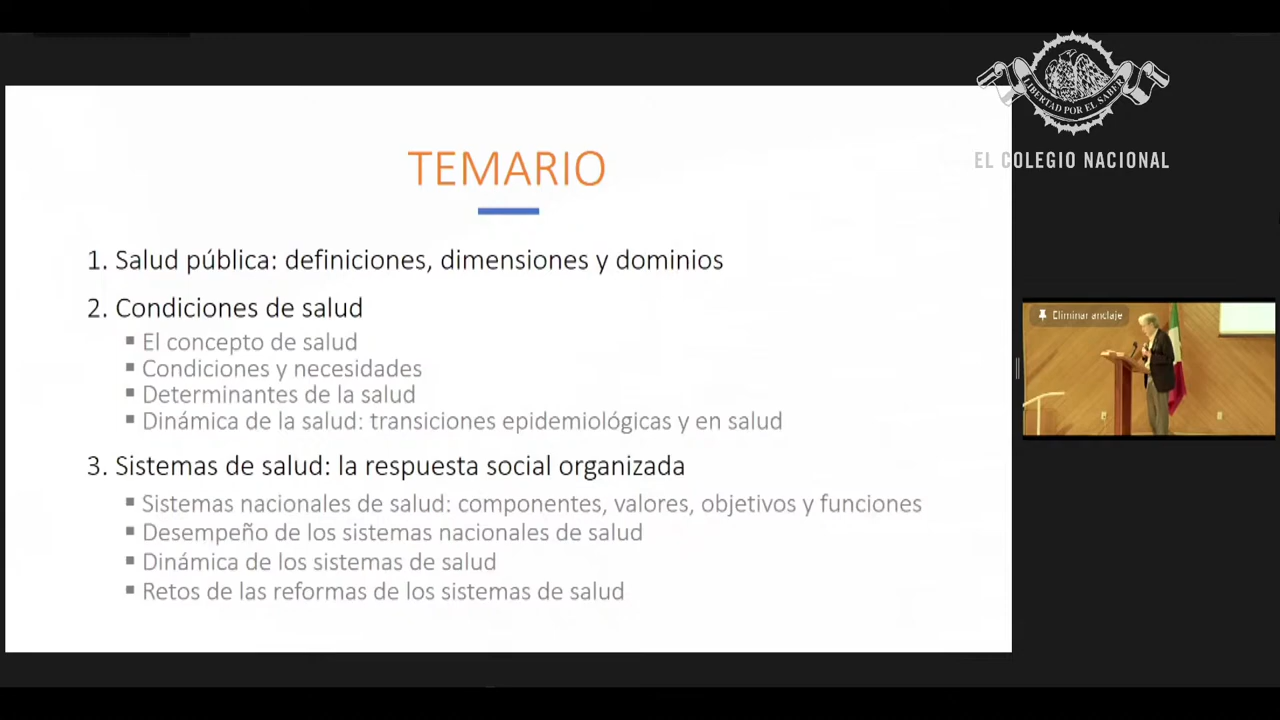 LIBERTAD POR EL SABER
EL COLEGIO NACIONAL
TEMARIO
1. Salud pública: definiciones, dimensiones y dominios
2. Condiciones de salud
▪ El concepto de salud
▪ Condiciones y necesidades
▪ Determinantes de la salud
▪ Dinámica de la salud: transiciones epidemiológicas y en salud
3. Sistemas de salud: la respuesta social organizada
▪ Sistemas nacionales de salud: componentes, valores, objetivos y funciones
▪ Desempeño de los sistemas nacionales de salud
▪ Dinámica de los sistemas de salud
▪ Retos de las reformas de los sistemas de salud
Eliminar anclaje